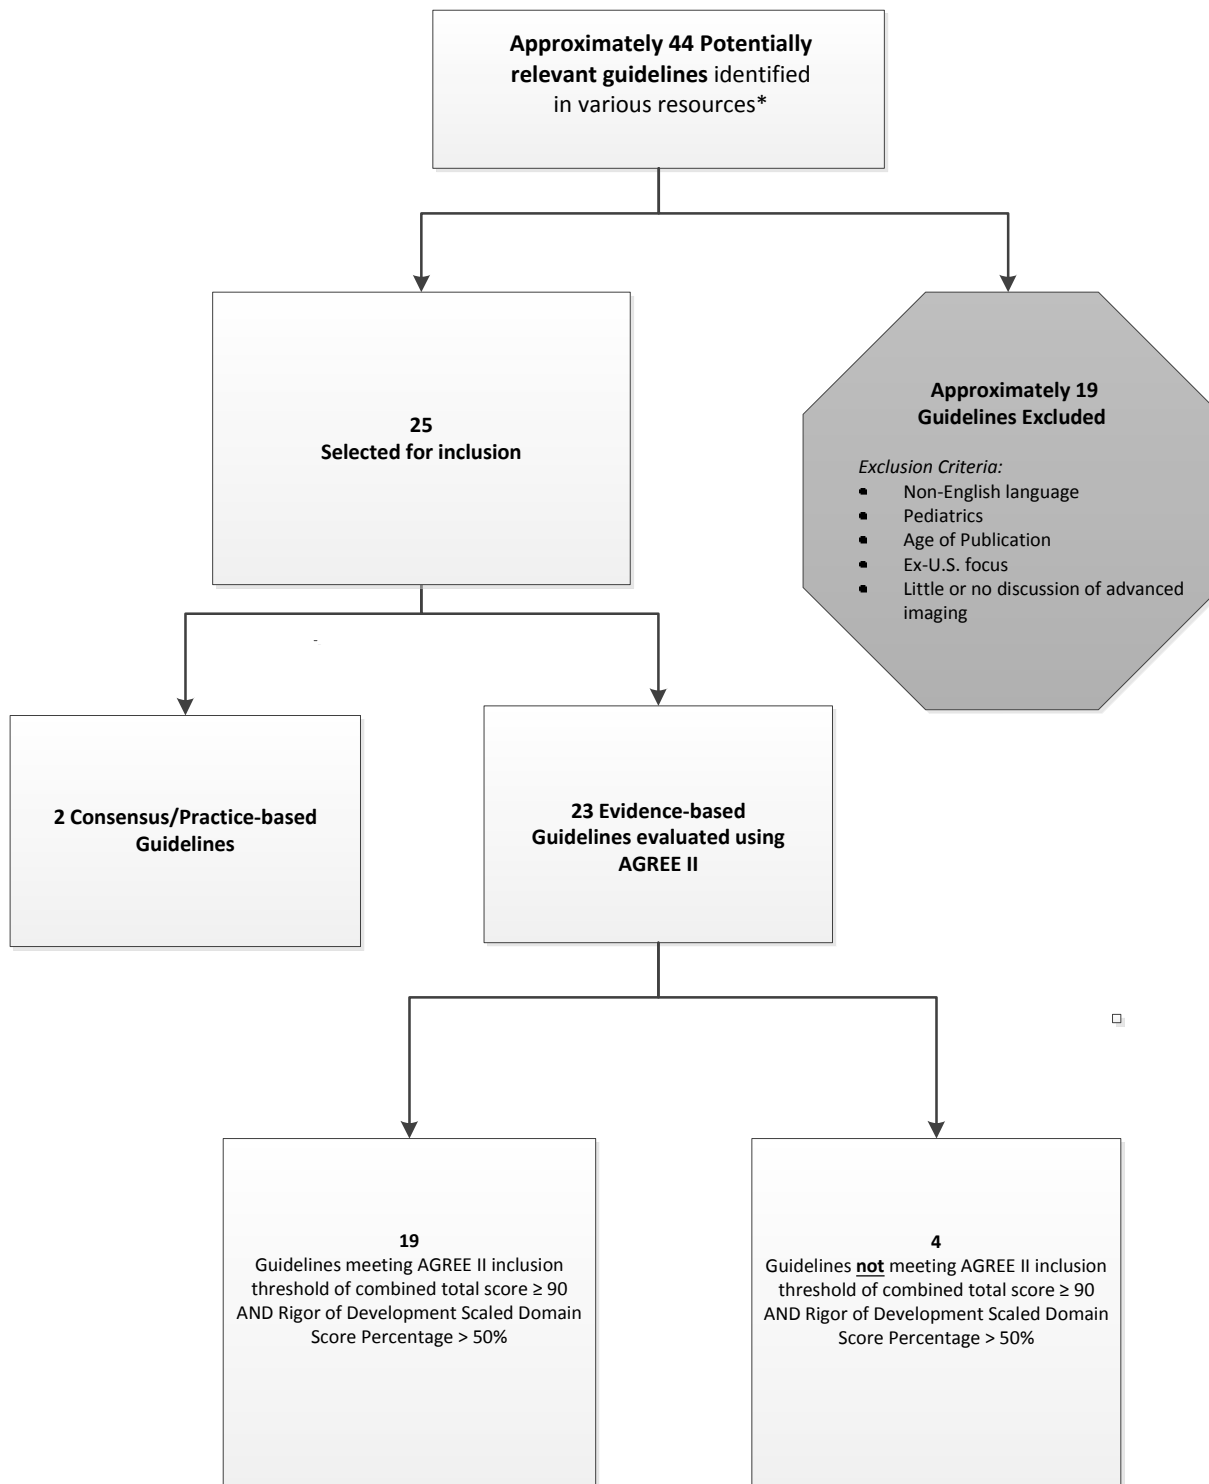 Approximately 44 Potentially
relevant guidelines identified
in various resources*
25
Selected for inclusion
Approximately 19
Guidelines Excluded
Exclusion Criteria:
▪ Non-English language
▪ Pediatrics
▪ Age of Publication
▪ Ex-U.S. focus
▪ Little or no discussion of advanced
imaging
-
2 Consensus/Practice-based
Guidelines
23 Evidence-based
Guidelines evaluated using
AGREE II
19
Guidelines meeting AGREE II inclusion
threshold of combined total score ≥ 90
AND Rigor of Development Scaled Domain
Score Percentage > 50%
4
Guidelines not meeting AGREE II inclusion
threshold of combined total score ≥ 90
AND Rigor of Development Scaled Domain
Score Percentage > 50%